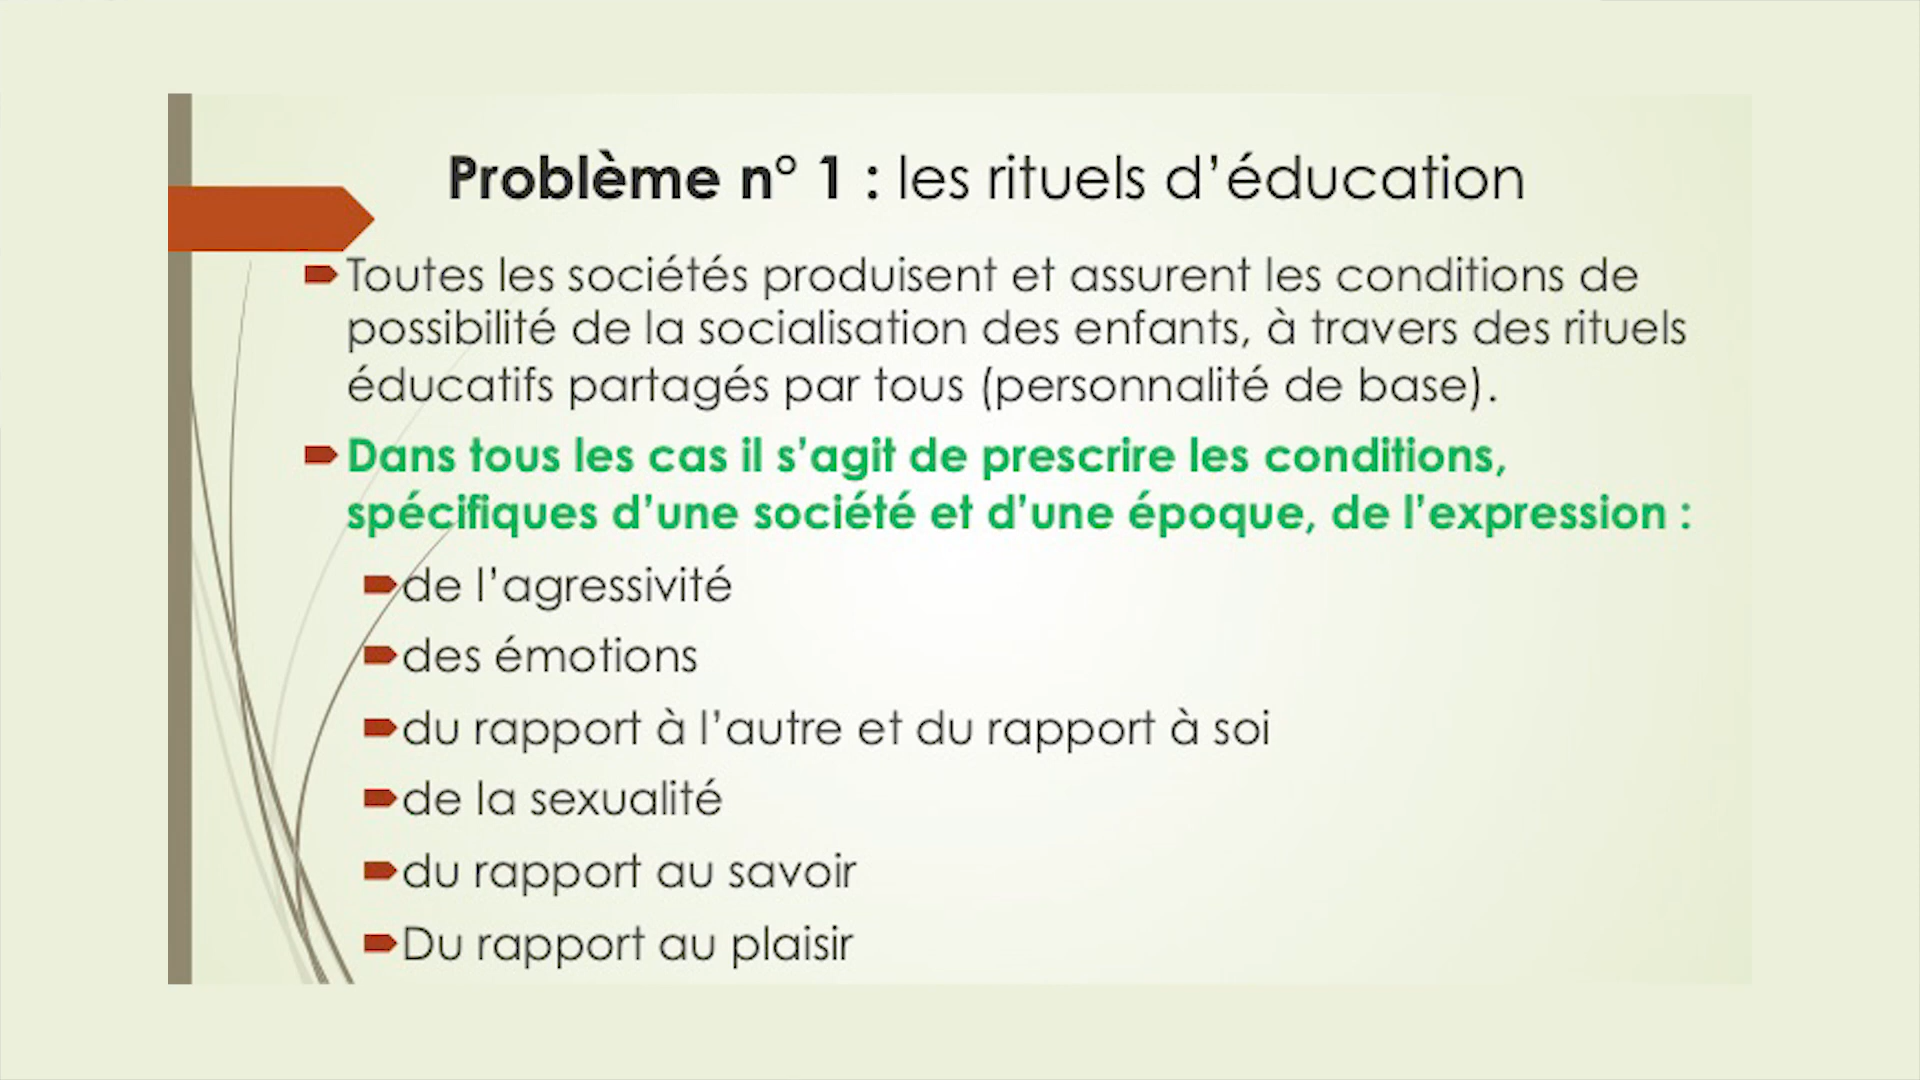 Problème n° 1 : les rituels d’éducation
Toutes les sociétés produisent et assurent les conditions de
possibilité de la socialisation des enfants, à travers des rituels
éducatifs partagés par tous (personnalité de base).
Dans tous les cas il s’agit de prescrire les conditions,
spécifiques d’une société et d’une époque, de l’expression :
de l’agressivité
des émotions
du rapport à l’autre et du rapport à soi
de la sexualité
du rapport au savoir
Du rapport au plaisir